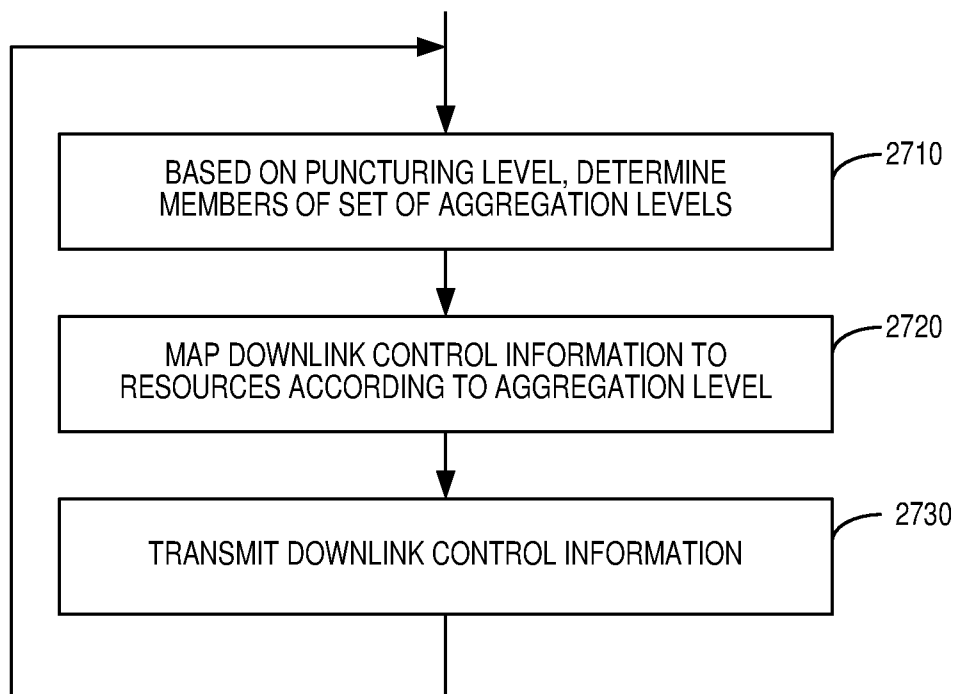 BASED ON PUNCTURING LEVEL, DETERMINE
MEMBERS OF SET OF AGGREGATION LEVELS
2710
MAP DOWNLINK CONTROL INFORMATION TO
RESOURCES ACCORDING TO AGGREGATION LEVEL
2720
TRANSMIT DOWNLINK CONTROL INFORMATION
2730